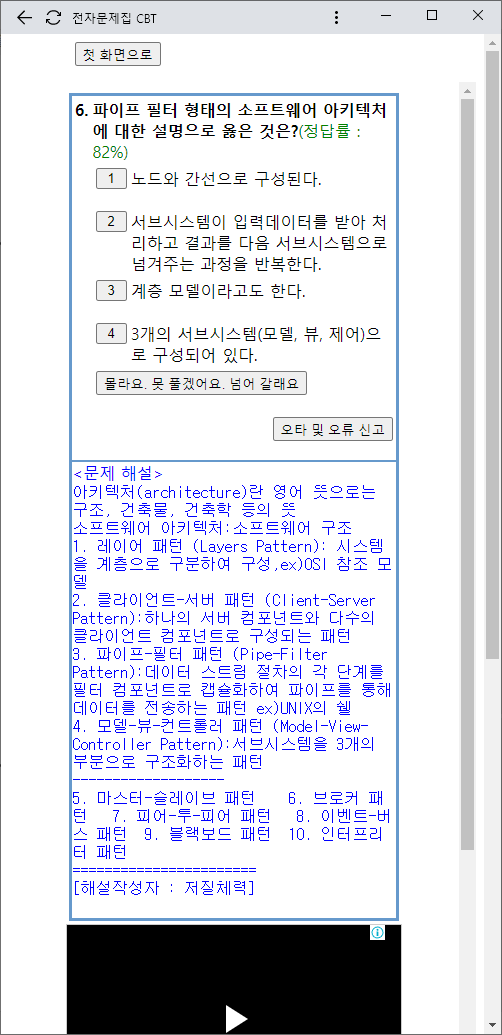 전자문제집 CBT
첫 화면으로
6. 파이프 필터 형태의 소프트웨어 아키텍처
에 대한 설명으로 옳은 것은?(정답률 :
82%)
1 노드와 간선으로 구성된다.
2 서브시스템이 입력데이터를 받아 처
리하고 결과를 다음 서브시스템으로
넘겨주는 과정을 반복한다.
3 계층 모델이라고도 한다.
4 3개의 서브시스템(모델, 뷰, 제어)으
로 구성되어 있다.
몰라요. 못 풀겠어요. 넘어 갈래요
오타 및 오류 신고
<문제 해설>
아키텍처(architecture)란 영어 뜻으로는
구조, 건축물, 건축학 등의 뜻
소프트웨어 아키텍처:소프트웨어 구조
1. 레이어 패턴 (Layers Pattern): 시스템
을 계층으로 구분하여 구성,ex)OSI 참조 모
델
2. 클라이언트-서버 패턴 (Client-Server
Pattern):하나의 서버 컴포넌트와 다수의
클라이언트 컴포넌트로 구성되는 패턴
3. 파이프-필터 패턴 (Pipe-Filter
Pattern):데이터 스트림 절차의 각 단계를
필터 컴포넌트로 캡슐화하여 파이프를 통해
데이터를 전송하는 패턴 ex)UNIX의 쉘
4. 모델-뷰-컨트롤러 패턴 (Model-View-
Controller Pattern):서브시스템을 3개의
부분으로 구조화하는 패턴
-------------------
5. 마스터-슬레이브 패턴 6. 브로커 패
턴 7. 피어-투-피어 패턴 8. 이벤트-버
스 패턴 9. 블랙보드 패턴 10. 인터프리
터 패턴
=======================
[해설작성자 : 저질체력]